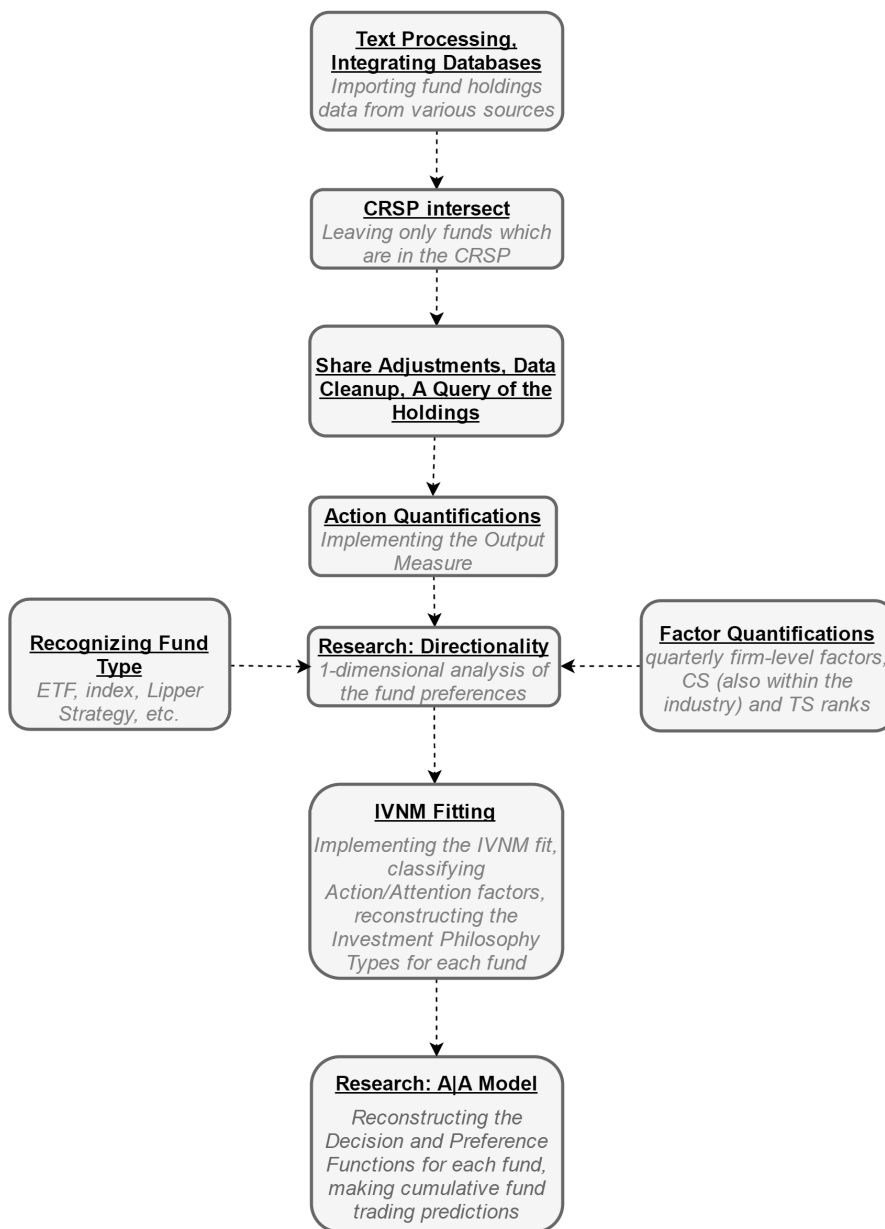 Text Processing,
Integrating Databases
Importing fund holdings
data from various sources
CRSP intersect
Leaving only funds which
are in the CRSP
Share Adjustments, Data
Cleanup, A Query of the
Holdings
Action Quantifications
Implementing the Output
Measure
Recognizing Fund
Type
ETF, index, Lipper
Strategy, etc.
Research: Directionality
1-dimensional analysis of
the fund preferences
Factor Quantifications
quarterly firm-level factors,
CS (also within the
industry) and TS ranks
IVNM Fitting
Implementing the IVNM fit,
classifying
Action/Attention factors,
reconstructing the
Investment Philosophy
Types for each fund
Research: A|A Model
Reconstructing the
Decision and Preference
Functions for each fund,
making cumulative fund
trading predictions